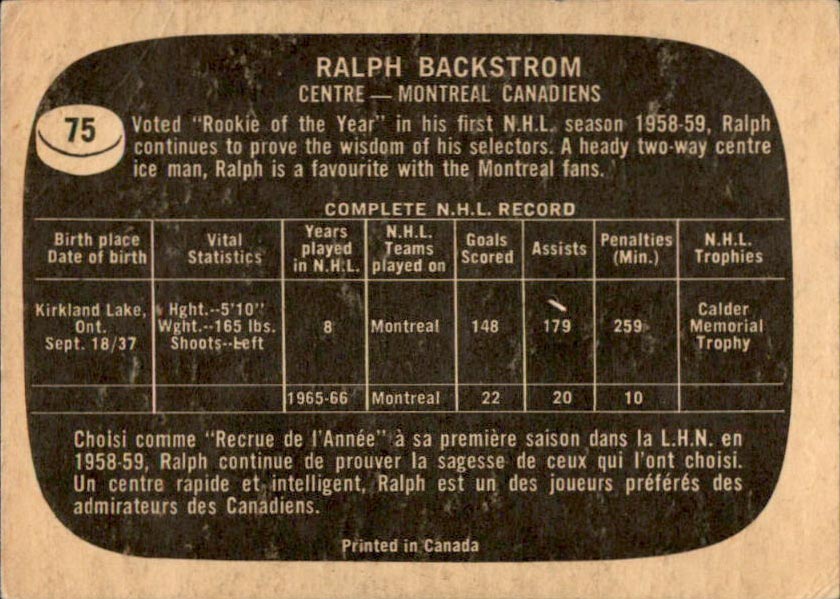 RALPH BACKSTROM
CENTRE — MONTREAL CANADIENS
75
Voted "Rookie of the Year" in his first N.H.L. season 1958-59, Ralph
continues to prove the wisdom of his selectors. A heady two-way centre
ice man, Ralph is a favourite with the Montreal fans.
COMPLETE N.H.L. RECORD
Birth place
Date of birth
Vital
Statistics
Years
played
in N.H.L.
N.H.L.
Teams
played on
Goals
Scored
Assists
Penalties
(Min.)
N.H.L.
Trophies
Kirkland Lake,
Ont.
Sept. 18/37
Hght.--5'10"
Wght.--165 lbs.
Shoots--Left
8
Montreal
148
179
259
Calder
Memorial
Trophy
1965-66
Montreal
22
20
10
Choisi comme "Recrue de l'Année" à sa première saison dans la L.H.N. en
1958-59, Ralph continue de prouver la sagesse de ceux qui l'ont choisi.
Un centre rapide et intelligent, Ralph est un des joueurs préférés des
admirateurs des Canadiens.
Printed in Canada